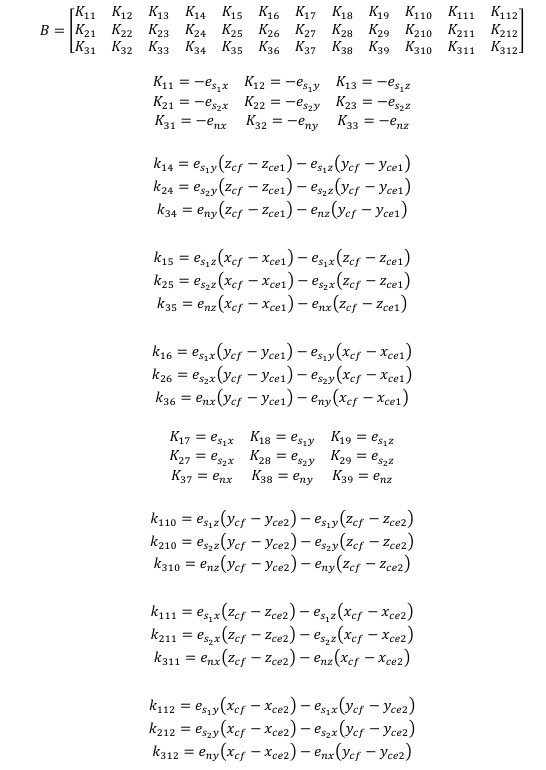 B = [K₁₁ K₁₂ K₁₃ K₁₄ K₁₅ K₁₆ K₁₇ K₁₈ K₁₉ K₁₁₀ K₁₁₁ K₁₁₂
K₂₁ K₂₂ K₂₃ K₂₄ K₂₅ K₂₆ K₂₇ K₂₈ K₂₉ K₂₁₀ K₂₁₁ K₂₁₂
K₃₁ K₃₂ K₃₃ K₃₄ K₃₅ K₃₆ K₃₇ K₃₈ K₃₉ K₃₁₀ K₃₁₁ K₃₁₂]
K₁₁ = −e_{s₁x} K₁₂ = −e_{s₁y} K₁₃ = −e_{s₁z}
K₂₁ = −e_{s₂x} K₂₂ = −e_{s₂y} K₂₃ = −e_{s₂z}
K₃₁ = −e_{nx} K₃₂ = −e_{ny} K₃₃ = −e_{nz}
k₁₄ = e_{s₁y}(z_{cf} − z_{ce1}) − e_{s₁z}(y_{cf} − y_{ce1})
k₂₄ = e_{s₂y}(z_{cf} − z_{ce1}) − e_{s₂z}(y_{cf} − y_{ce1})
k₃₄ = e_{ny}(z_{cf} − z_{ce1}) − e_{nz}(y_{cf} − y_{ce1})
k₁₅ = e_{s₁z}(x_{cf} − x_{ce1}) − e_{s₁x}(z_{cf} − z_{ce1})
k₂₅ = e_{s₂z}(x_{cf} − x_{ce1}) − e_{s₂x}(z_{cf} − z_{ce1})
k₃₅ = e_{nz}(x_{cf} − x_{ce1}) − e_{nx}(z_{cf} − z_{ce1})
k₁₆ = e_{s₁x}(y_{cf} − y_{ce1}) − e_{s₁y}(x_{cf} − x_{ce1})
k₂₆ = e_{s₂x}(y_{cf} − y_{ce1}) − e_{s₂y}(x_{cf} − x_{ce1})
k₃₆ = e_{nx}(y_{cf} − y_{ce1}) − e_{ny}(x_{cf} − x_{ce1})
K₁₇ = e_{s₁x} K₁₈ = e_{s₁y} K₁₉ = e_{s₁z}
K₂₇ = e_{s₂x} K₂₈ = e_{s₂y} K₂₉ = e_{s₂z}
K₃₇ = e_{nx} K₃₈ = e_{ny} K₃₉ = e_{nz}
k₁₁₀ = e_{s₁z}(y_{cf} − y_{ce2}) − e_{s₁y}(z_{cf} − z_{ce2})
k₂₁₀ = e_{s₂z}(y_{cf} − y_{ce2}) − e_{s₂y}(z_{cf} − z_{ce2})
k₃₁₀ = e_{nz}(y_{cf} − y_{ce2}) − e_{ny}(z_{cf} − z_{ce2})
k₁₁₁ = e_{s₁x}(z_{cf} − z_{ce2}) − e_{s₁z}(x_{cf} − x_{ce2})
k₂₁₁ = e_{s₂x}(z_{cf} − z_{ce2}) − e_{s₂z}(x_{cf} − x_{ce2})
k₃₁₁ = e_{nx}(z_{cf} − z_{ce2}) − e_{nz}(x_{cf} − x_{ce2})
k₁₁₂ = e_{s₁y}(x_{cf} − x_{ce2}) − e_{s₁x}(y_{cf} − y_{ce2})
k₂₁₂ = e_{s₂y}(x_{cf} − x_{ce2}) − e_{s₂x}(y_{cf} − y_{ce2})
k₃₁₂ = e_{ny}(x_{cf} − x_{ce2}) − e_{nx}(y_{cf} − y_{ce2})